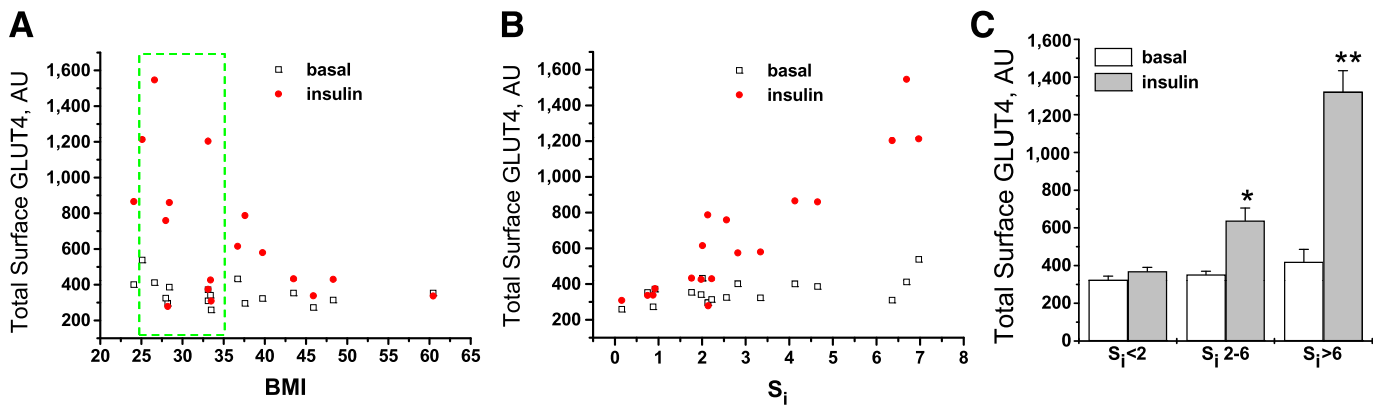 A
Total Surface GLUT4, AU
1,600
1,400
1,200
1,000
800
600
400
200
basal
insulin
20 25 30 35 40 45 50 55 60 65
BMI
B
Total Surface GLUT4, AU
1,600
1,400
1,200
1,000
800
600
400
200
basal
insulin
0 1 2 3 4 5 6 7 8
Si
C
Total Surface GLUT4, AU
1,600
1,400
1,200
1,000
800
600
400
200
0
basal
insulin
*
**
Si<2 Si 2-6 Si>6